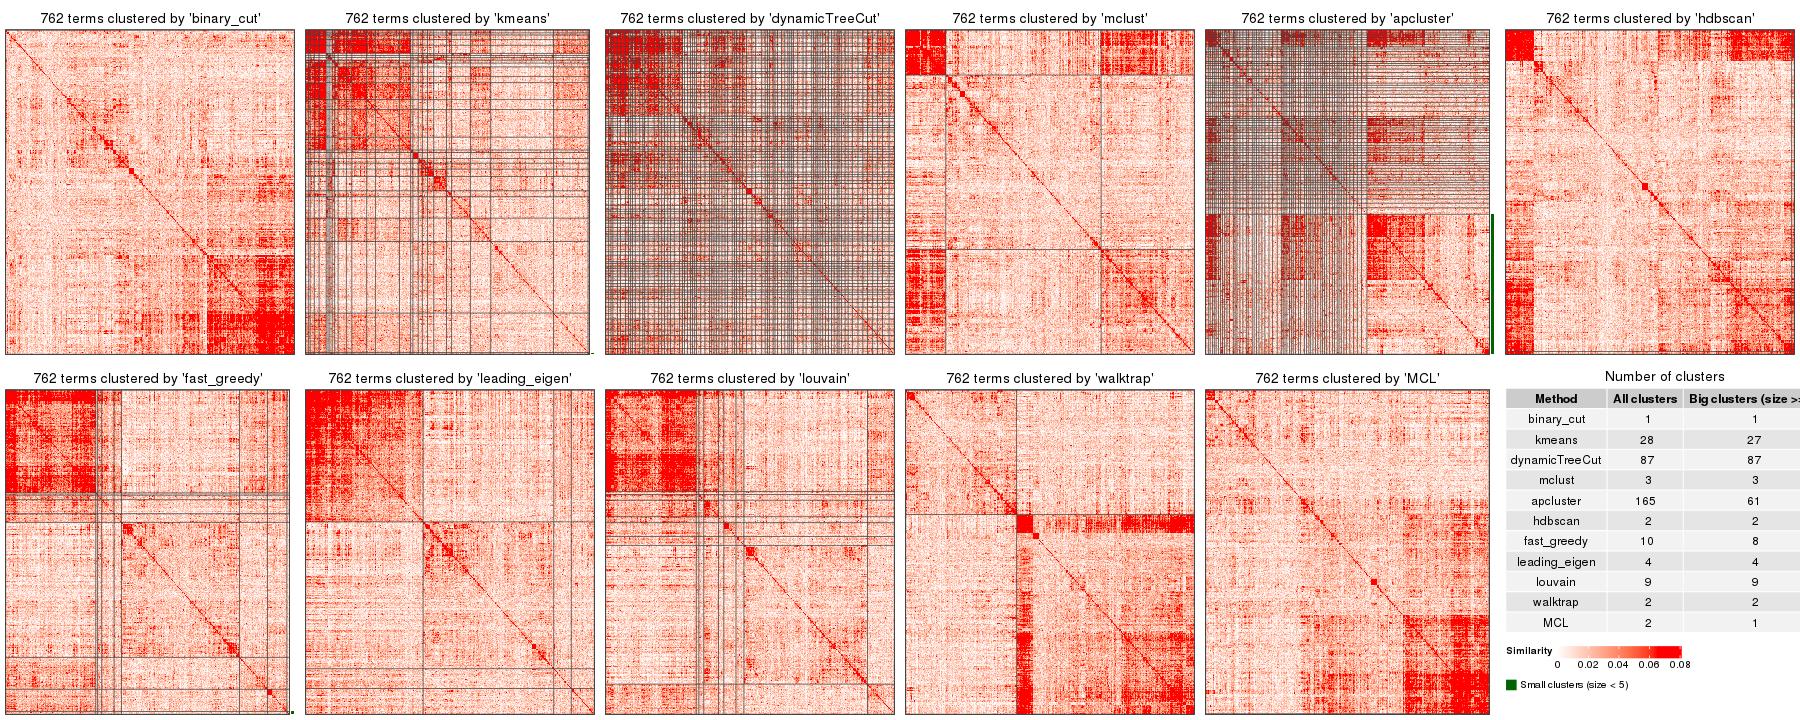 762 terms clustered by 'binary_cut'
762 terms clustered by 'kmeans'
762 terms clustered by 'dynamicTreeCut'
762 terms clustered by 'mclust'
762 terms clustered by 'apcluster'
762 terms clustered by 'hdbscan'
762 terms clustered by 'fast_greedy'
762 terms clustered by 'leading_eigen'
762 terms clustered by 'louvain'
762 terms clustered by 'walktrap'
762 terms clustered by 'MCL'
Number of clusters
Method All clusters Big clusters (size >=
binary_cut 1 1
kmeans 28 27
dynamicTreeCut 87 87
mclust 3 3
apcluster 165 61
hdbscan 2 2
fast_greedy 10 8
leading_eigen 4 4
louvain 9 9
walktrap 2 2
MCL 2 1
Similarity
0 0.02 0.04 0.06 0.08
Small clusters (size < 5)